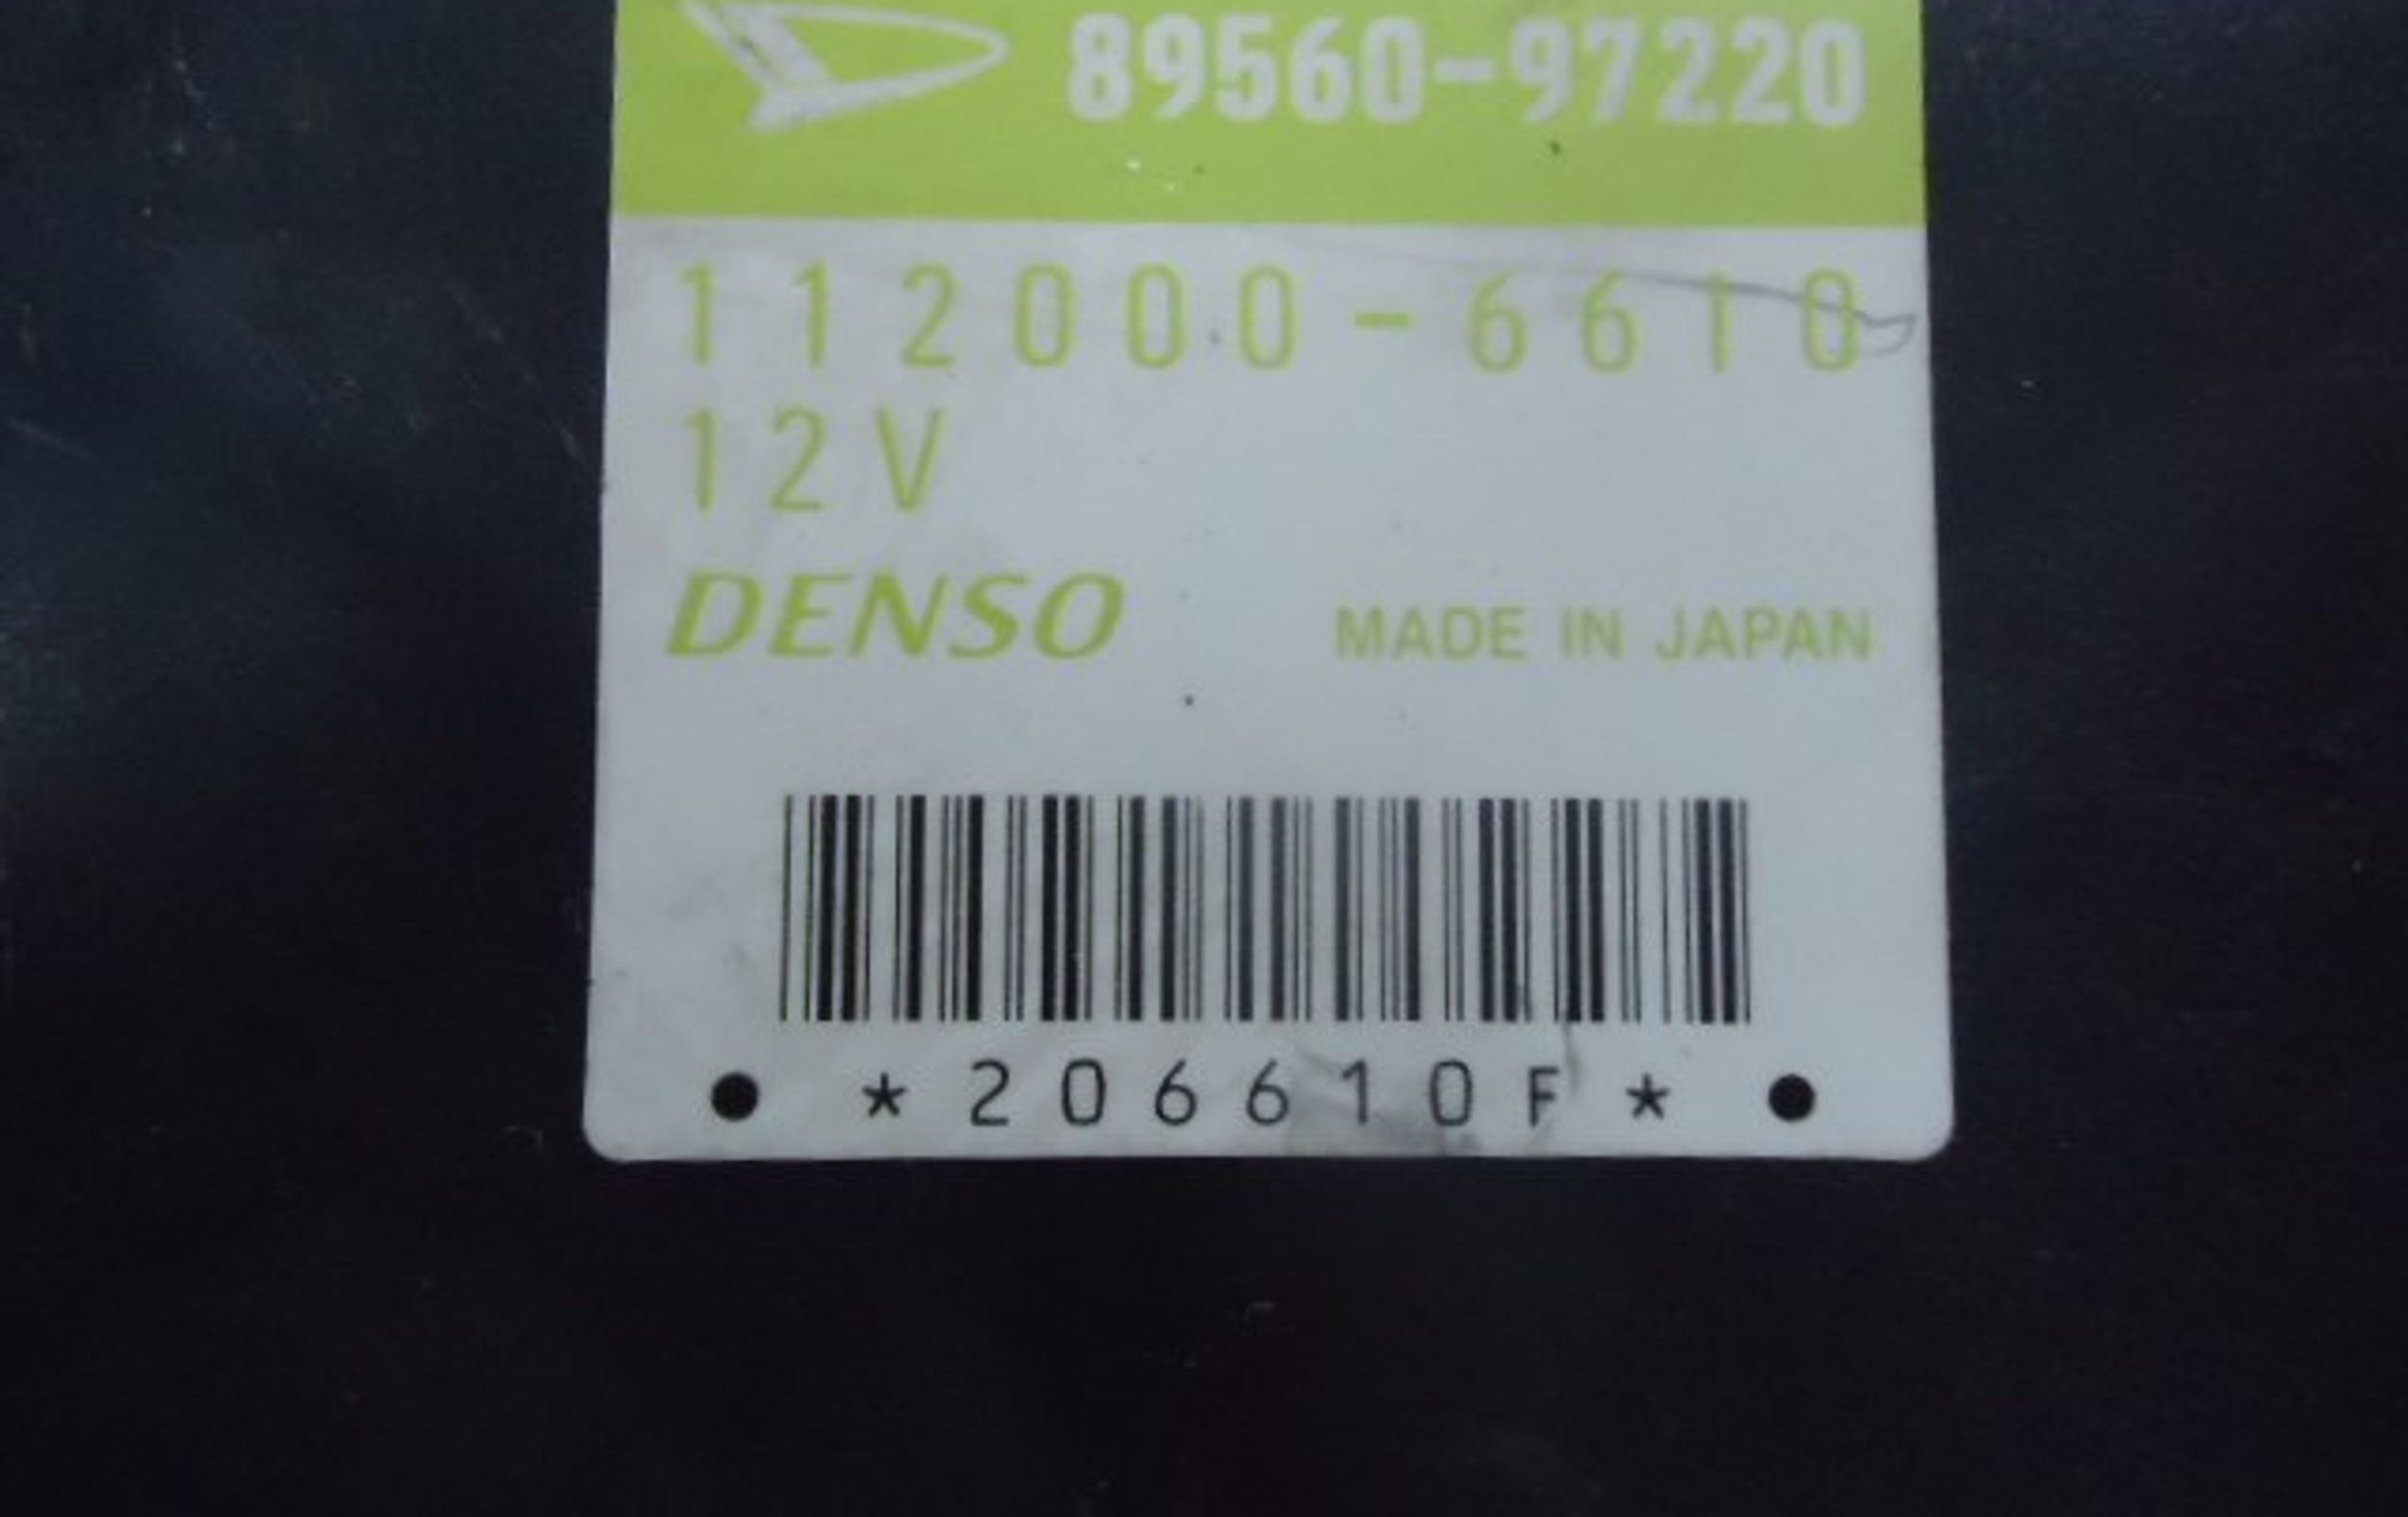 89560-97220
112000-6610
12V
DENSO
MADE IN JAPAN
*206610F*